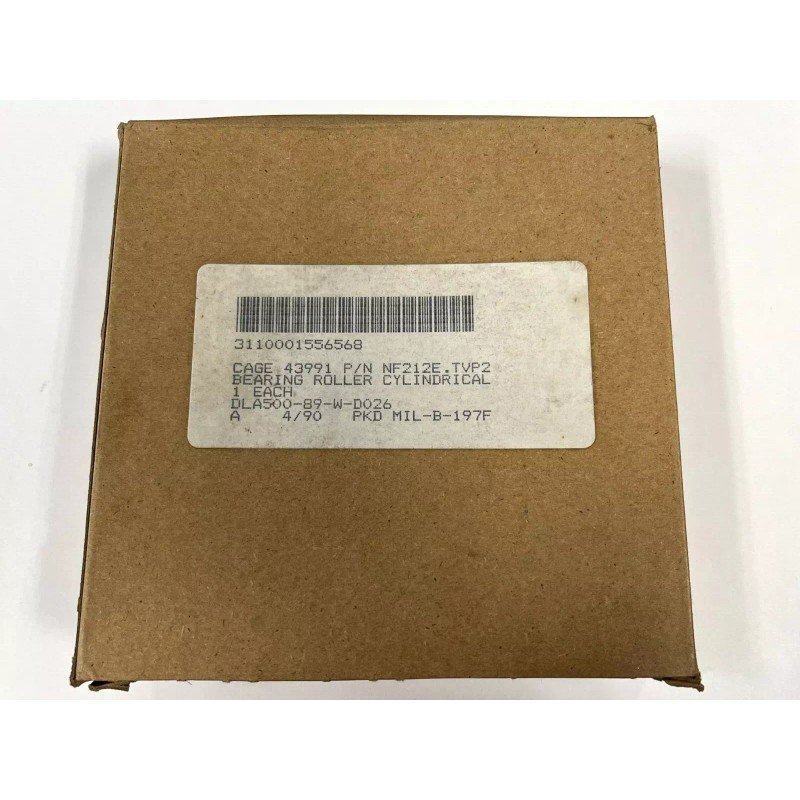 3110001556568
CAGE 43991 P/N NF212E.TVP2
BEARING ROLLER CYLINDRICAL
1 EACH
DLA500-89-W-D026
A 4/90 PKD MIL-B-197F